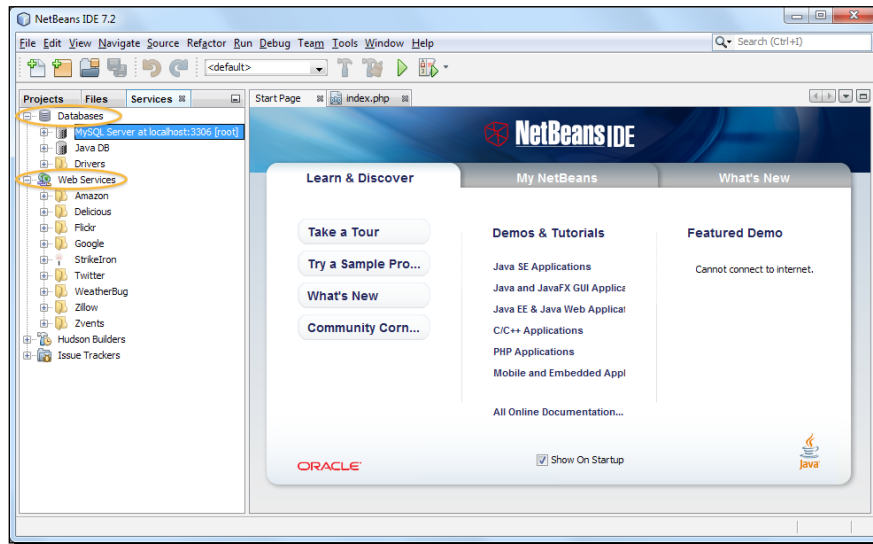 NetBeans IDE 7.2
File Edit View Navigate Source Refactor Run Debug Team Tools Window Help
Search (Ctrl+I)
<default>
Projects Files Services
Start Page index.php
Databases
MySQL Server at localhost:3306 [root]
Java DB
Drivers
Web Services
Amazon
Delicious
Flickr
Google
StrikeIron
Twitter
WeatherBug
Zillow
Zvents
Hudson Builders
Issue Trackers
NetBeans IDE
Learn & Discover
My NetBeans
What's New
Take a Tour
Try a Sample Pro...
What's New
Community Corn...
Demos & Tutorials
Java SE Applications
Java and JavaFX GUI Applica
Java EE & Java Web Applicat
C/C++ Applications
PHP Applications
Mobile and Embedded Appl
All Online Documentation...
Featured Demo
Cannot connect to internet.
ORACLE
Show On Startup
Java